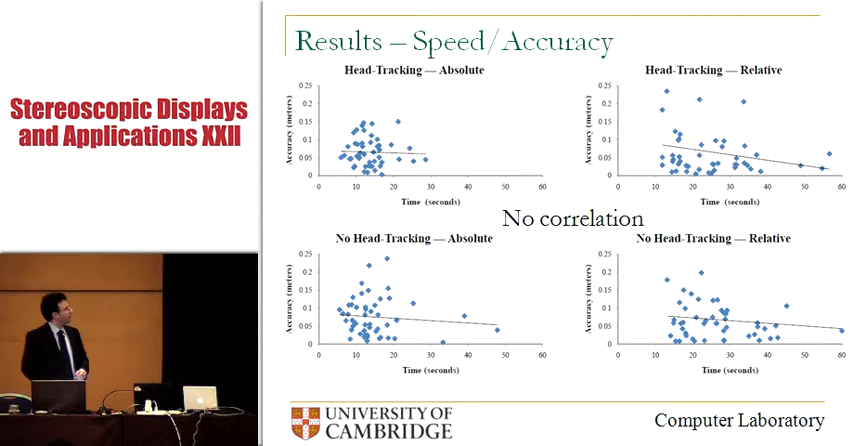 Stereoscopic Displays
and Applications XXII
Results – Speed/Accuracy
Head-Tracking — Absolute
Accuracy (meters)
0.25
0.2
0.15
0.1
0.05
0
0 10 20 30 40 50 60
Time (seconds)
Head-Tracking — Relative
Accuracy (meters)
0.25
0.2
0.15
0.1
0.05
0
0 10 20 30 40 50 60
Time (seconds)
No correlation
No Head-Tracking — Absolute
Accuracy (meters)
0.25
0.2
0.15
0.1
0.05
0
0 10 20 30 40 50 60
Time (seconds)
No Head-Tracking — Relative
Accuracy (meters)
0.25
0.2
0.15
0.1
0.05
0
0 10 20 30 40 50 60
Time (seconds)
UNIVERSITY OF
CAMBRIDGE
Computer Laboratory